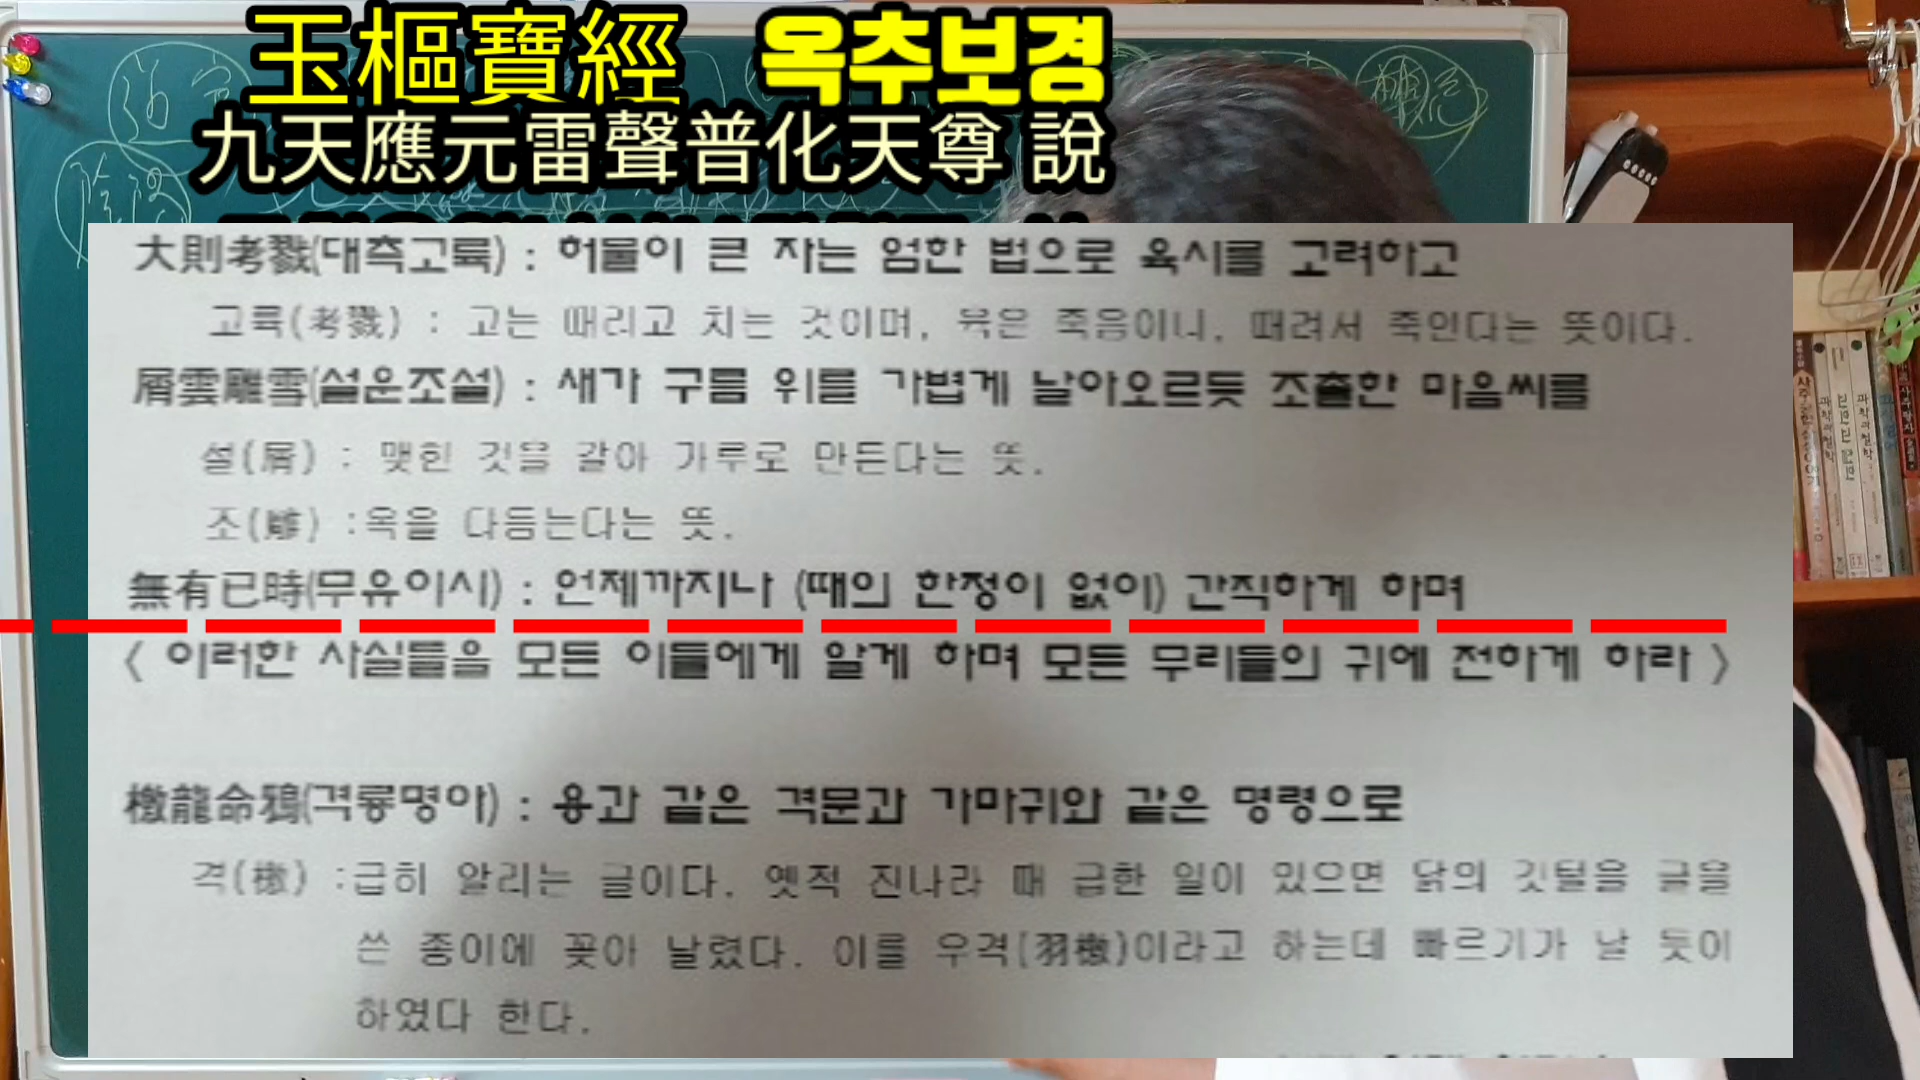 玉樞寶經 옥추보경
九天應元雷聲普化天尊 說
大則考戮(대측고륙) : 허물이 큰 자는 엄한 법으로 육시를 고려하고
고륙(考戮) : 고는 때리고 치는 것이며, 육은 죽음이니, 때려서 죽인다는 뜻이다.
屑雲雕雪(설운조설) : 새가 구름 위를 가볍게 날아오르듯 조촐한 마음씨를
설(屑) : 맺힌 것을 갈아 가루로 만든다는 뜻.
조(雕) :옥을 다듬는다는 뜻.
無有已時(무유이시) : 언제까지나 (때의 한정이 없이) 간직하게 하며
〈 이러한 사실들을 모든 이들에게 알게 하며 모든 무리들의 귀에 전하게 하라 〉
檄龍命鴉(격룡명아) : 용과 같은 격문과 가마귀와 같은 명령으로
격(檄) :급히 알리는 글이다. 옛적 진나라 때 급한 일이 있으면 닭의 깃털을 글을
쓴 종이에 꽂아 날렸다. 이를 우격(羽檄)이라고 하는데 빠르기가 날 듯이
하였다 한다.